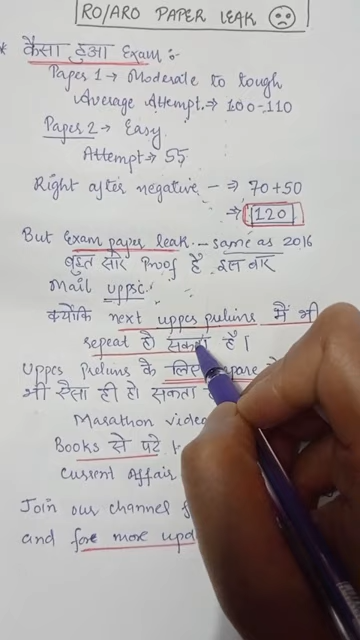 RO/ARO PAPER LEAK
* कैसा हुआ Exam :-
Paper 1 → Moderate to tough
Average Attempt ⇒ 100-110
Paper 2 → Easy
Attempt ⇒ 55
Right after negative - ⇒ 70+50
⇒ 120
But Exam paper leak - same as 2016
बहुत सारे Proof है इस बार
Mail uppsc.
क्योंकि next uppcs prelims में भी
repeat हो सकता है।
Uppcs Prelims के लिए
भी ऐसा ही हो सकता
Marathon video
Books से पढे
Current Affair
Join our channel
and for more upd